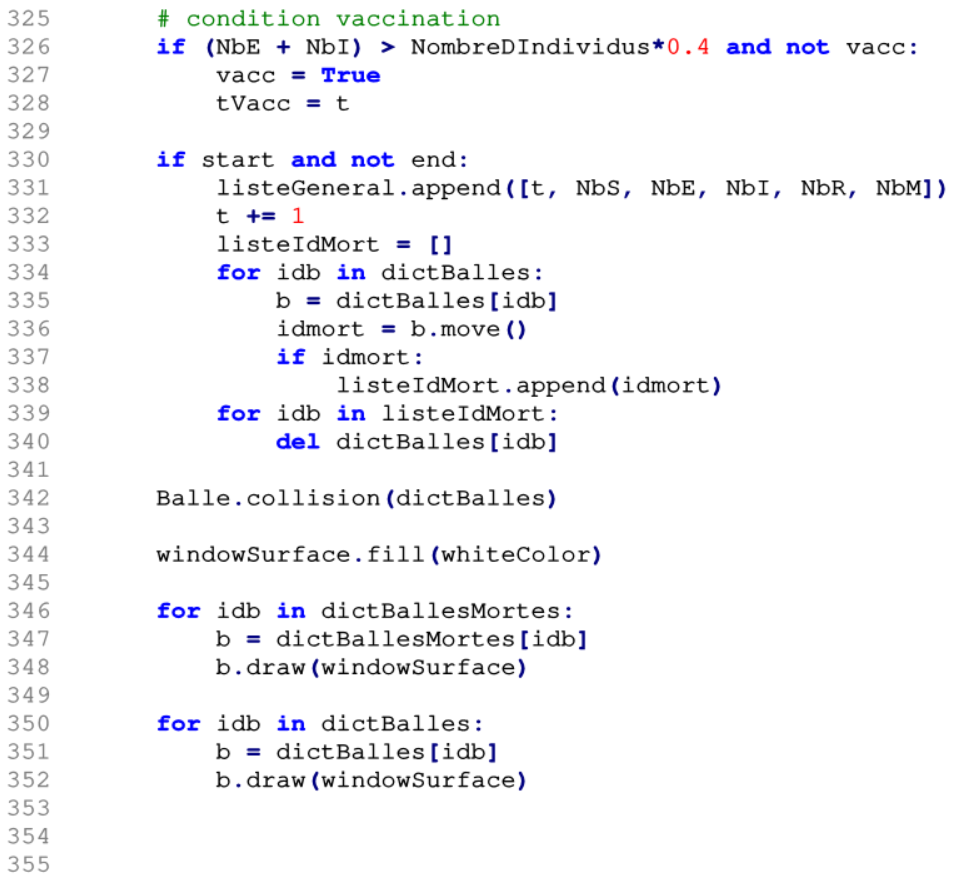 325         # condition vaccination
326         if (NbE + NbI) > NombreDIndividus*0.4 and not vacc:
327             vacc = True
328             tVacc = t
329
330         if start and not end:
331             listeGeneral.append([t, NbS, NbE, NbI, NbR, NbM])
332             t += 1
333             listeIdMort = []
334             for idb in dictBalles:
335                 b = dictBalles[idb]
336                 idmort = b.move()
337                 if idmort:
338                     listeIdMort.append(idmort)
339             for idb in listeIdMort:
340                 del dictBalles[idb]
341
342         Balle.collision(dictBalles)
343
344         windowSurface.fill(whiteColor)
345
346         for idb in dictBallesMortes:
347             b = dictBallesMortes[idb]
348             b.draw(windowSurface)
349
350         for idb in dictBalles:
351             b = dictBalles[idb]
352             b.draw(windowSurface)
353
354
355